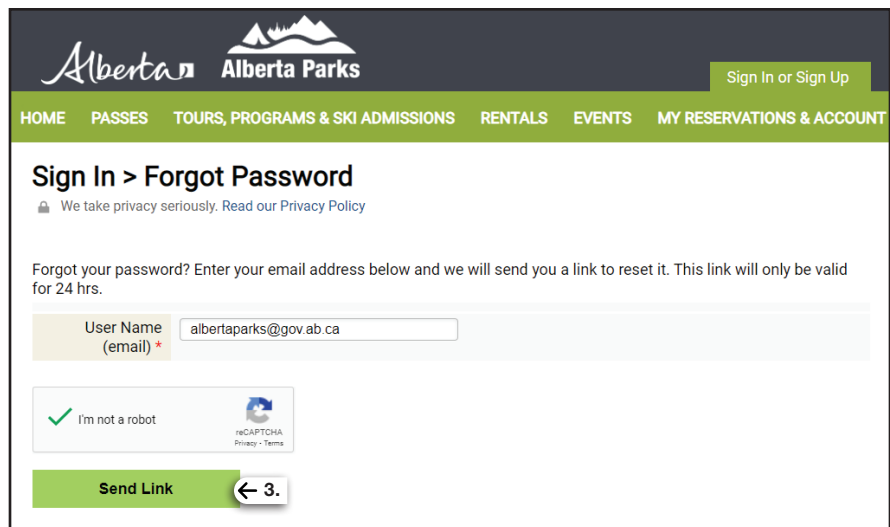 Alberta
Alberta Parks
Sign In or Sign Up
HOME PASSES TOURS, PROGRAMS & SKI ADMISSIONS RENTALS EVENTS MY RESERVATIONS & ACCOUNT
Sign In > Forgot Password
We take privacy seriously. Read our Privacy Policy
Forgot your password? Enter your email address below and we will send you a link to reset it. This link will only be valid
for 24 hrs.
User Name
(email) *
albertaparks@gov.ab.ca
I'm not a robot
reCAPTCHA
Privacy - Terms
Send Link
← 3.